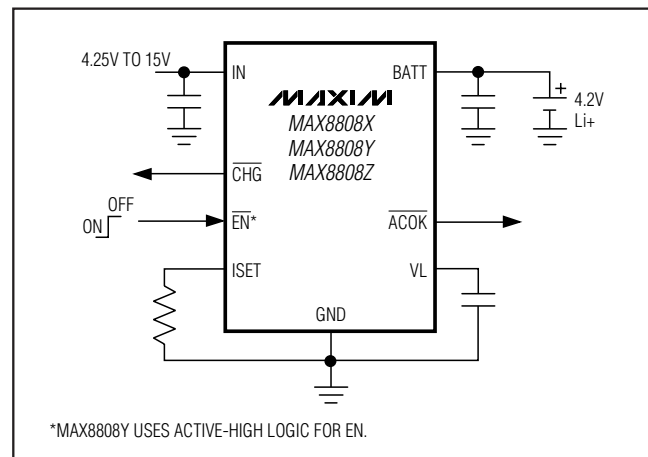 4.25V TO 15V
IN
BATT
MAXIM
MAX8808X
MAX8808Y
MAX8808Z
+
4.2V
Li+
CHG
OFF
ON
EN*
ACOK
ISET
VL
GND
*MAX8808Y USES ACTIVE-HIGH LOGIC FOR EN.